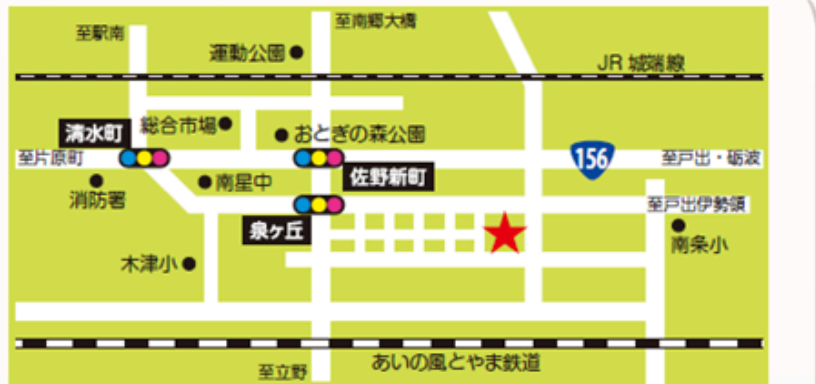 至駅南
至南郷大橋
運動公園
JR 城端線
清水町
総合市場
おとぎの森公園
至片原町
156
至戸出・砺波
佐野新町
消防署
南星中
至戸出伊勢領
泉ヶ丘
南条小
木津小
至立野
あいの風とやま鉄道